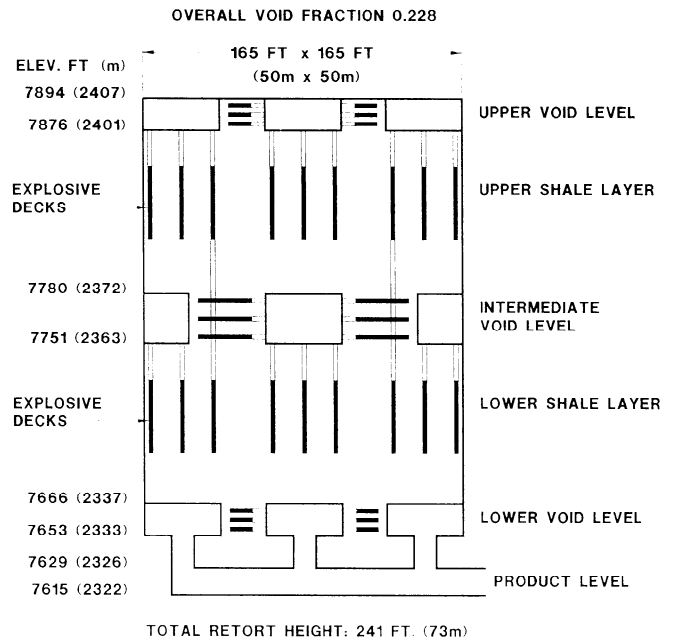 OVERALL VOID FRACTION 0.228
165 FT x 165 FT
(50m x 50m)
ELEV. FT (m)
7894 (2407)
7876 (2401)
UPPER VOID LEVEL
EXPLOSIVE
DECKS
UPPER SHALE LAYER
7780 (2372)
7751 (2363)
INTERMEDIATE
VOID LEVEL
EXPLOSIVE
DECKS
LOWER SHALE LAYER
7666 (2337)
7653 (2333)
LOWER VOID LEVEL
7629 (2326)
7615 (2322)
PRODUCT LEVEL
TOTAL RETORT HEIGHT: 241 FT. (73m)